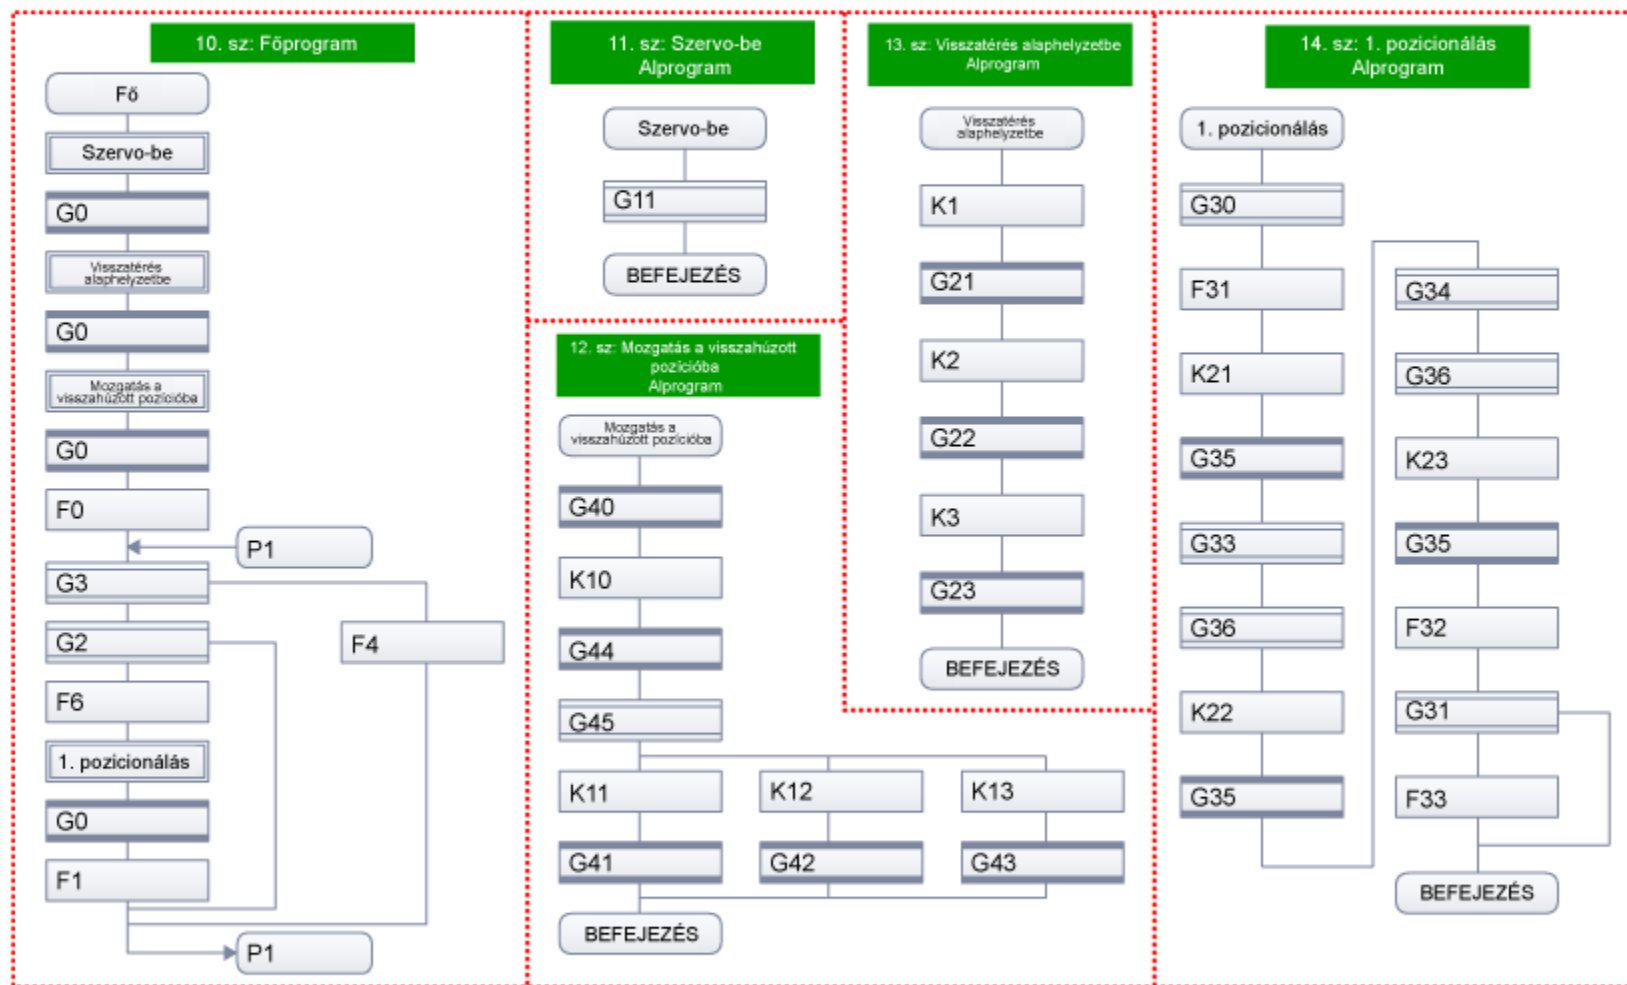 10. sz: Főprogram
Fő
Szervo-be
G0
Visszatérés
alaphelyzetbe
G0
Mozgatás a
visszahúzott pozícióba
G0
F0
P1
G3
G2
F4
F6
1. pozicionálás
G0
F1
P1
11. sz: Szervo-be
Alprogram
Szervo-be
G11
BEFEJEZÉS
12. sz: Mozgatás a visszahúzott
pozícióba
Alprogram
Mozgatás a
visszahúzott pozícióba
G40
K10
G44
G45
K11
K12
K13
G41
G42
G43
BEFEJEZÉS
13. sz: Visszatérés alaphelyzetbe
Alprogram
Visszatérés
alaphelyzetbe
K1
G21
K2
G22
K3
G23
BEFEJEZÉS
14. sz: 1. pozicionálás
Alprogram
1. pozicionálás
G30
F31
K21
G35
G33
G36
K22
G35
G34
G36
K23
G35
F32
G31
F33
BEFEJEZÉS